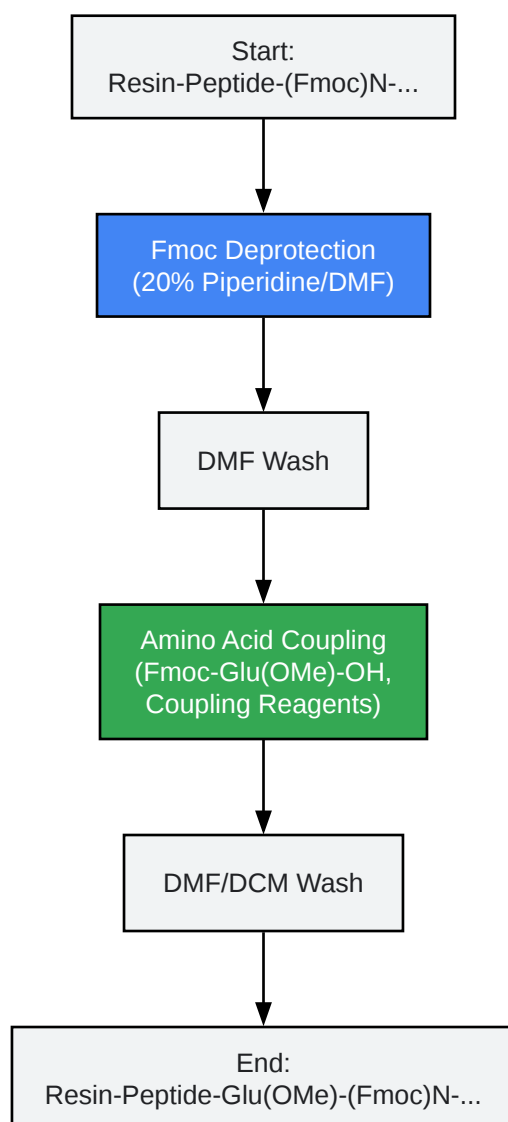 Start:
Resin-Peptide-(Fmoc)N-...
Fmoc Deprotection
(20% Piperidine/DMF)
DMF Wash
Amino Acid Coupling
(Fmoc-Glu(OMe)-OH,
Coupling Reagents)
DMF/DCM Wash
End:
Resin-Peptide-Glu(OMe)-(Fmoc)N-...